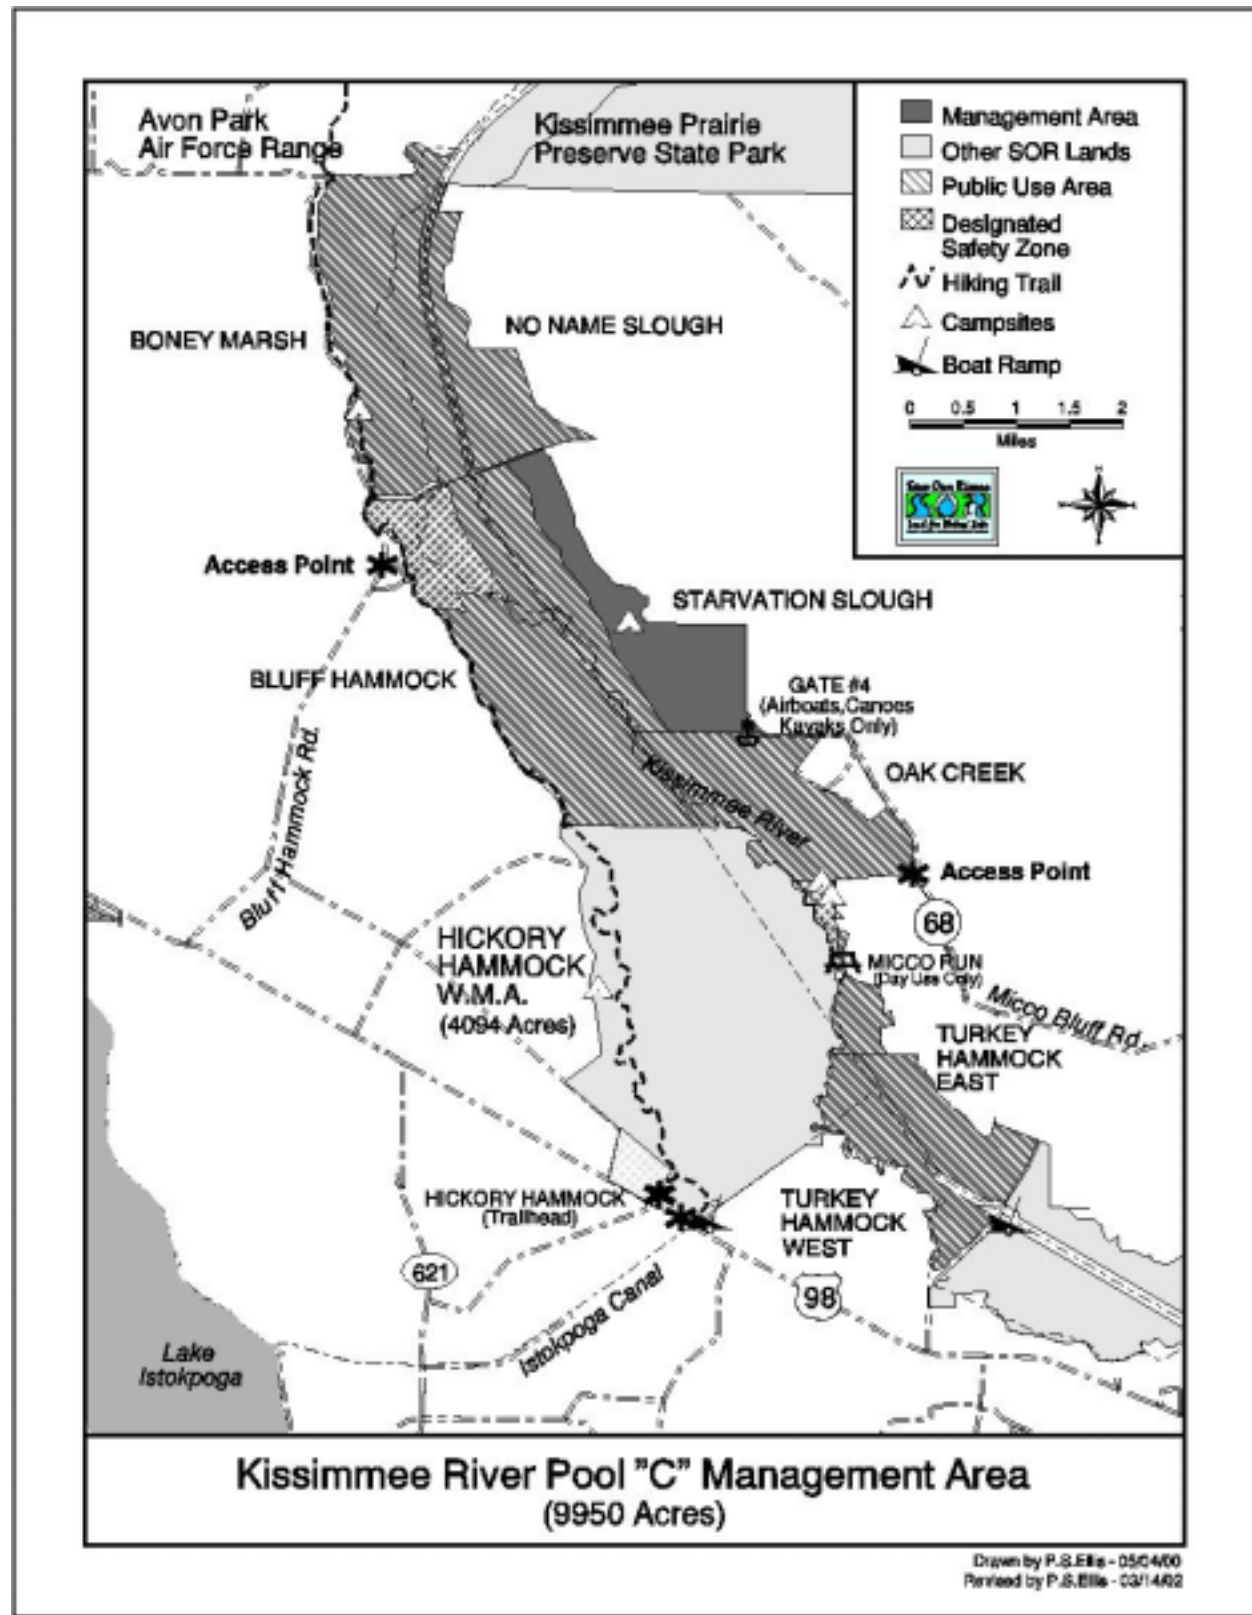 Avon Park
Air Force Range
Kissimmee Prairie
Preserve State Park
Management Area
Other SOR Lands
Public Use Area
Designated
Safety Zone
Hiking Trail
Campsites
Boat Ramp
0 0.5 1 1.5 2
Miles
N
BONEY MARSH
NO NAME SLOUGH
Access Point
STARVATION SLOUGH
BLUFF HAMMOCK
GATE #4
(Airboats,Canoes
Kayaks Only)
OAK CREEK
Kissimmee River
Bluff Hammock Rd.
Access Point
68
HICKORY
HAMMOCK
W.M.A.
(4094 Acres)
MICCO RUN
(Day Use Only)
Micco Bluff Rd.
TURKEY
HAMMOCK
EAST
HICKORY HAMMOCK
(Trailhead)
TURKEY
HAMMOCK
WEST
621
98
Istokpoga Canal
Lake
Istokpoga
Kissimmee River Pool "C" Management Area
(9950 Acres)
Drawn by P.S.Ellis - 05/04/00
Revised by P.S.Ellis - 03/14/02